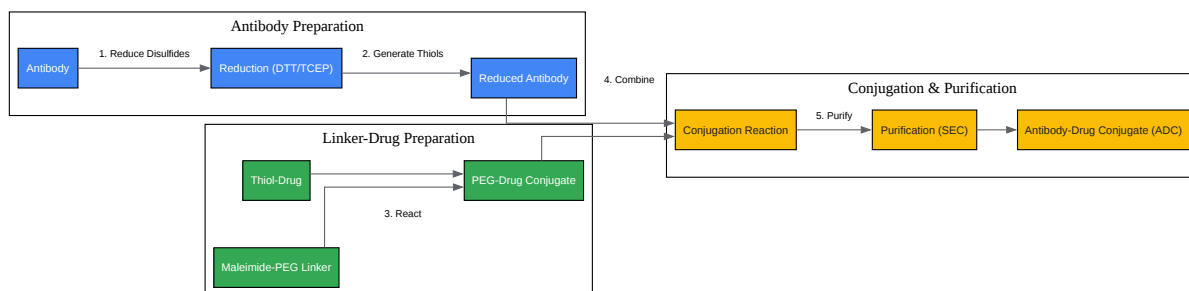 Antibody Preparation
Antibody
1. Reduce Disulfides
Reduction (DTT/TCEP)
2. Generate Thiols
Reduced Antibody
Linker-Drug Preparation
Thiol-Drug
PEG-Drug Conjugate
3. React
Maleimide-PEG Linker
4. Combine
Conjugation & Purification
Conjugation Reaction
5. Purify
Purification (SEC)
Antibody-Drug Conjugate (ADC)